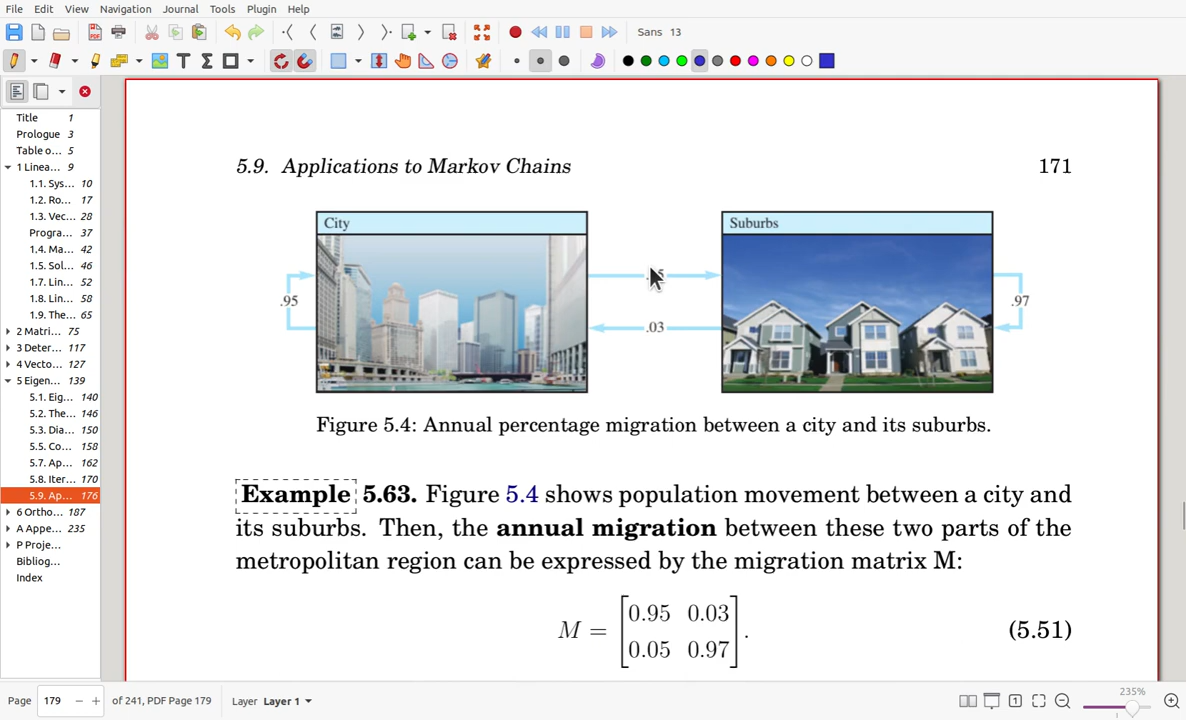 File Edit View Navigation Journal Tools Plugin Help
Sans 13
Title 1
Prologue 3
Table o... 5
1 Linea... 9
1.1. Sys... 10
1.2. Ro... 17
1.3. Vec... 28
Progra... 37
1.4. Ma... 42
1.5. Sol... 46
1.7. Lin... 52
1.8. Lin... 58
1.9. The... 65
2 Matri... 75
3 Deter... 117
4 Vecto... 127
5 Eigen... 139
5.1. Eig... 140
5.2. The... 146
5.3. Dia... 150
5.5. Co... 158
5.7. Ap... 162
5.8. Iter... 170
5.9. Ap... 176
6 Ortho... 187
A Appe... 235
P Proje...
Bibliog...
Index
5.9. Applications to Markov Chains 171
City
Suburbs
.95
.03
.97
Figure 5.4: Annual percentage migration between a city and its suburbs.
Example 5.63. Figure 5.4 shows population movement between a city and
its suburbs. Then, the annual migration between these two parts of the
metropolitan region can be expressed by the migration matrix M:
M = [0.95 0.03
0.05 0.97]. (5.51)
Page 179 − + of 241, PDF Page 179 Layer Layer 1 235%